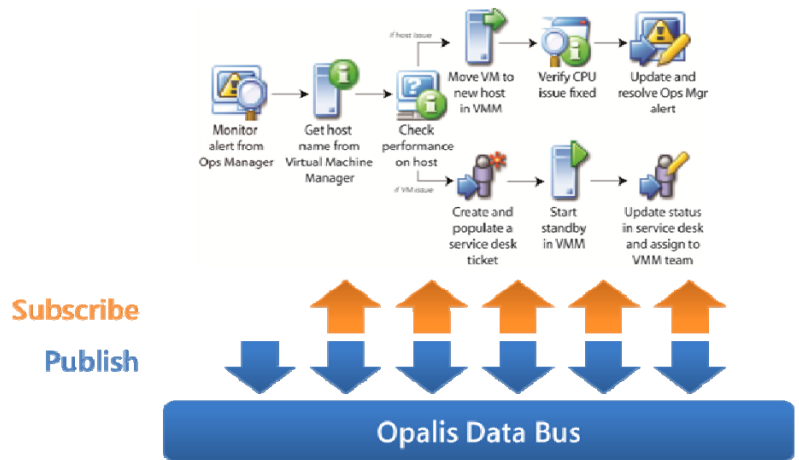 if host issue
Move VM to
new host
in VMM
Verify CPU
issue fixed
Update and
resolve Ops Mgr
alert
Monitor
alert from
Ops Manager
Get host
name from
Virtual Machine
Manager
Check
performance
on host
if VM issue
Create and
populate a
service desk
ticket
Start
standby
in VMM
Update status
in service desk
and assign to
VMM team
Subscribe
Publish
Opalis Data Bus